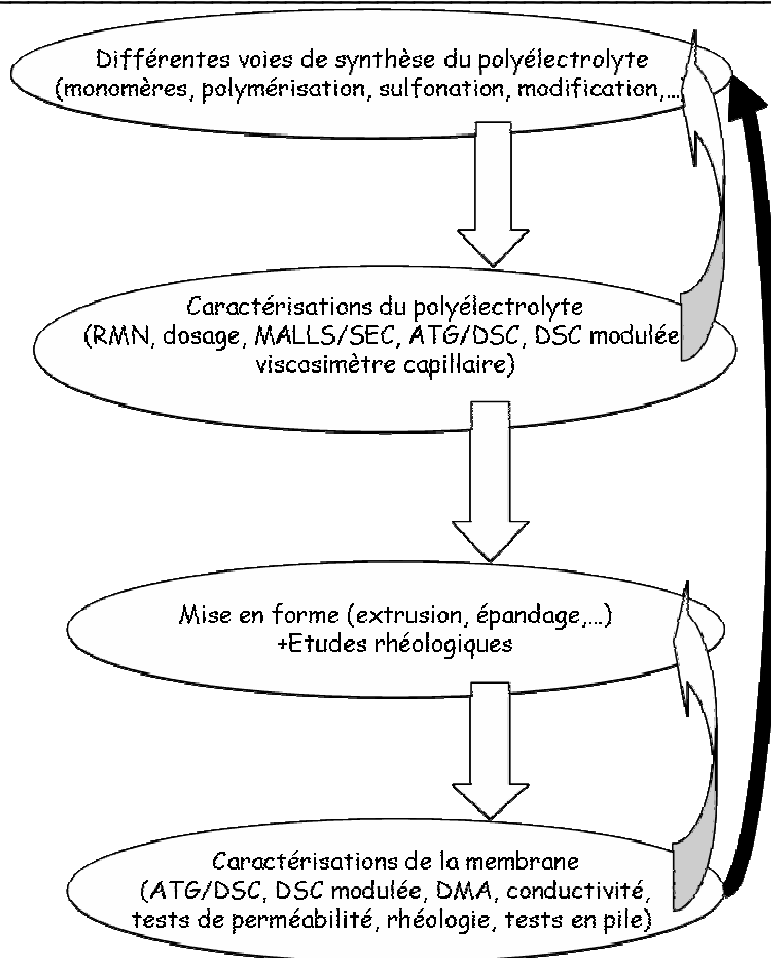 Différentes voies de synthèse du polyélectrolyte
(monomères, polymérisation, sulfonation, modification,...
Caractérisations du polyélectrolyte
(RMN, dosage, MALLS/SEC, ATG/DSC, DSC modulée
viscosimètre capillaire)
Mise en forme (extrusion, épandage,...)
+Etudes rhéologiques
Caractérisations de la membrane
(ATG/DSC, DSC modulée, DMA, conductivité,
tests de perméabilité, rhéologie, tests en pile)